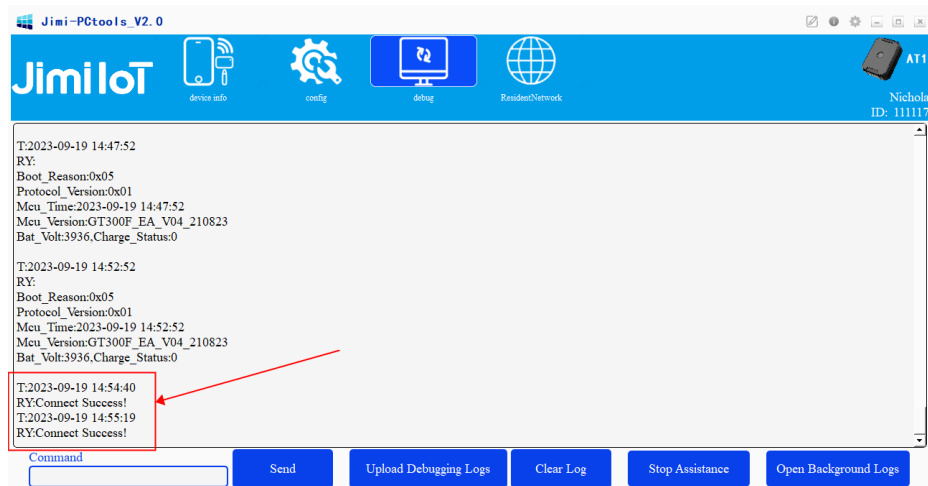 Jimi-PCtools_V2.0
JimiIoT
device info
config
debug
ResidentNetwork
AT1
Nichola
ID: 111117
T:2023-09-19 14:47:52
RY:
Boot_Reason:0x05
Protocol_Version:0x01
Mcu_Time:2023-09-19 14:47:52
Mcu_Version:GT300F_EA_V04_210823
Bat_Volt:3936,Charge_Status:0
T:2023-09-19 14:52:52
RY:
Boot_Reason:0x05
Protocol_Version:0x01
Mcu_Time:2023-09-19 14:52:52
Mcu_Version:GT300F_EA_V04_210823
Bat_Volt:3936,Charge_Status:0
T:2023-09-19 14:54:40
RY:Connect Success!
T:2023-09-19 14:55:19
RY:Connect Success!
Command
Send
Upload Debugging Logs
Clear Log
Stop Assistance
Open Background Logs